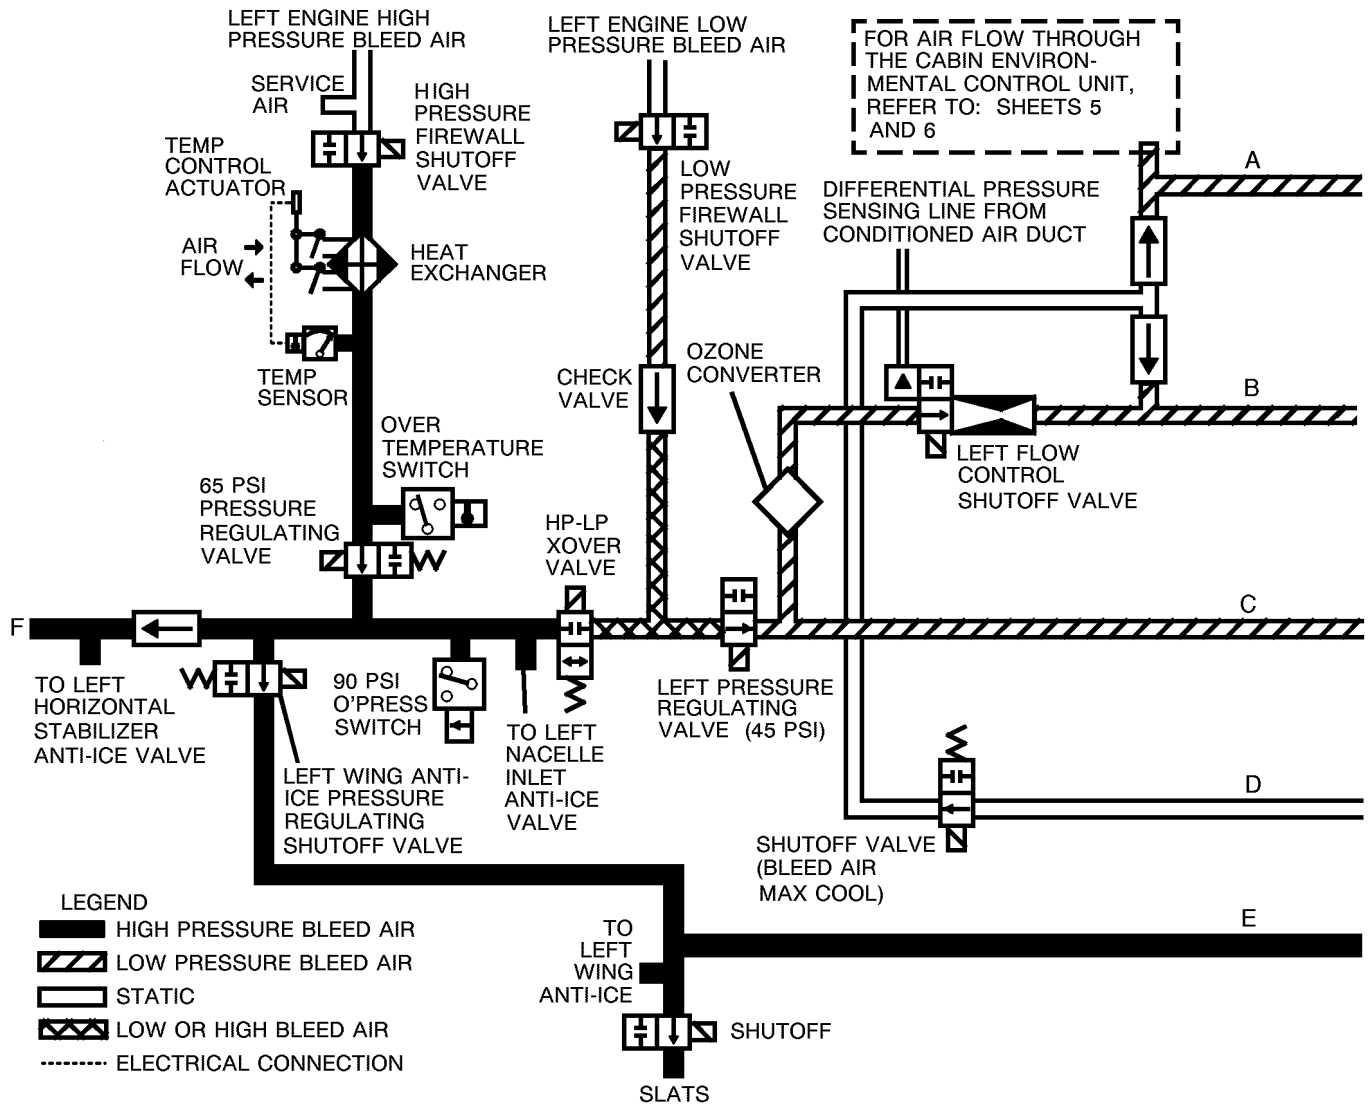 LEFT ENGINE HIGH
PRESSURE BLEED AIR
LEFT ENGINE LOW
PRESSURE BLEED AIR
FOR AIR FLOW THROUGH
THE CABIN ENVIRON-
MENTAL CONTROL UNIT,
REFER TO: SHEETS 5
AND 6
SERVICE
AIR
HIGH
PRESSURE
FIREWALL
SHUTOFF
VALVE
TEMP
CONTROL
ACTUATOR
LOW
PRESSURE
FIREWALL
SHUTOFF
VALVE
DIFFERENTIAL PRESSURE
SENSING LINE FROM
CONDITIONED AIR DUCT
A
AIR
FLOW
HEAT
EXCHANGER
TEMP
SENSOR
CHECK
VALVE
OZONE
CONVERTER
B
OVER
TEMPERATURE
SWITCH
LEFT FLOW
CONTROL
SHUTOFF VALVE
65 PSI
PRESSURE
REGULATING
VALVE
HP-LP
XOVER
VALVE
F
C
TO LEFT
HORIZONTAL
STABILIZER
ANTI-ICE VALVE
90 PSI
O'PRESS
SWITCH
TO LEFT
NACELLE
INLET
ANTI-ICE
VALVE
LEFT PRESSURE
REGULATING
VALVE (45 PSI)
LEFT WING ANTI-
ICE PRESSURE
REGULATING
SHUTOFF VALVE
D
SHUTOFF VALVE
(BLEED AIR
MAX COOL)
LEGEND
HIGH PRESSURE BLEED AIR
LOW PRESSURE BLEED AIR
STATIC
LOW OR HIGH BLEED AIR
ELECTRICAL CONNECTION
TO
LEFT
WING
ANTI-ICE
E
SHUTOFF
SLATS